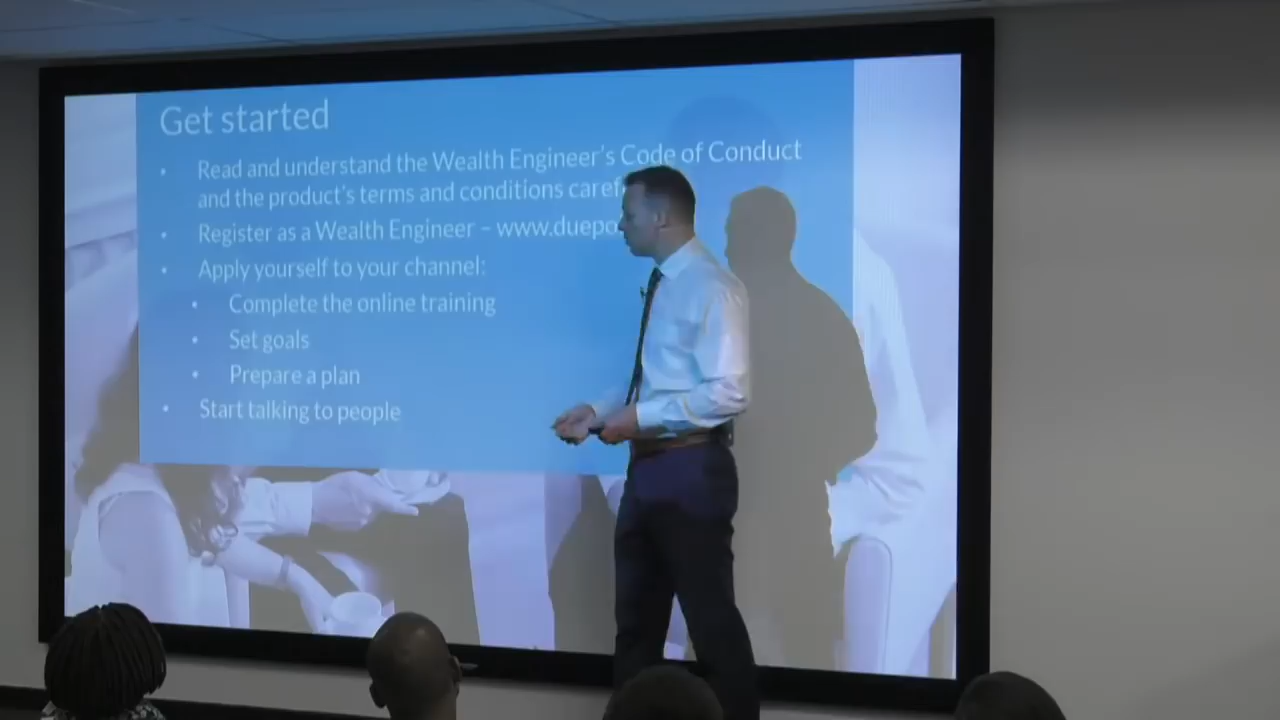 Get started
• Read and understand the Wealth Engineer's Code of Conduct
and the product's terms and conditions
• Register as a Wealth Engineer – www.duepo
• Apply yourself to your channel:
• Complete the online training
• Set goals
• Prepare a plan
• Start talking to people